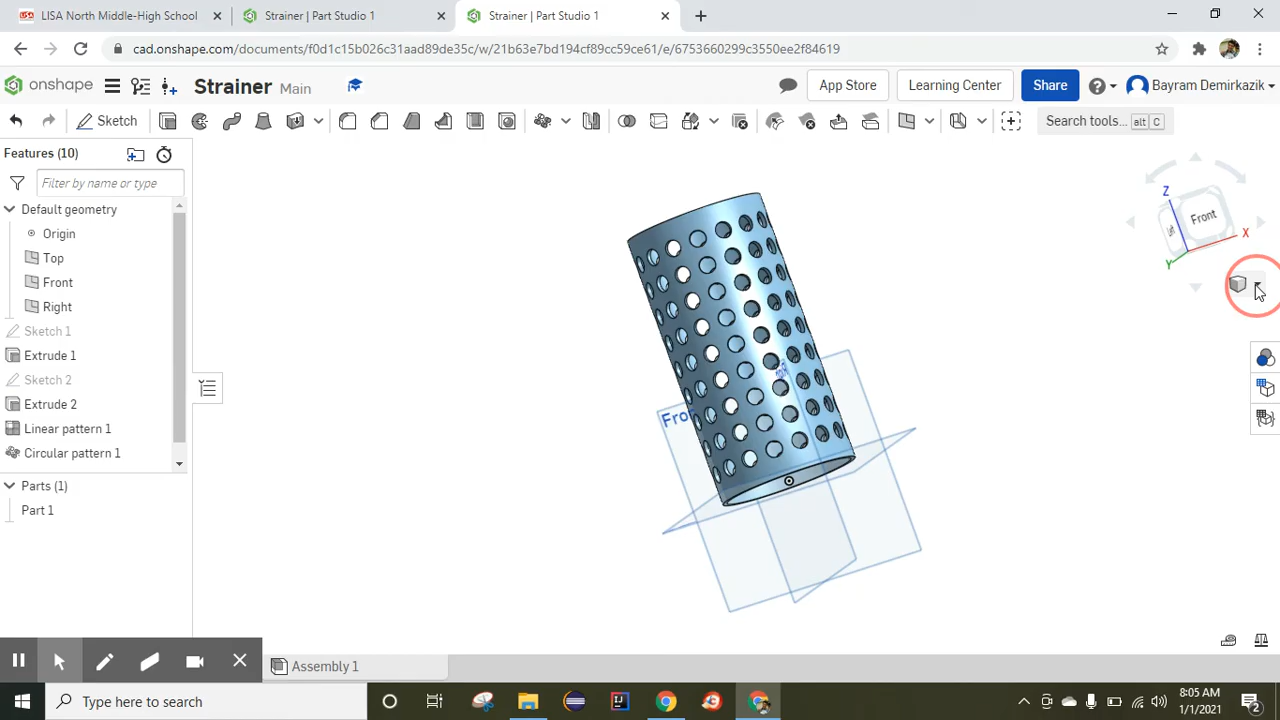 LISA North Middle-High School
Strainer | Part Studio 1
Strainer | Part Studio 1
cad.onshape.com/documents/f0d1c15b026c31aad89de35c/w/21b63e7bd194cf89cc59ce61/e/6753660299c3550ee2f84619
onshape
Strainer Main
App Store
Learning Center
Share
Bayram Demirkazik
Sketch
Search tools... alt C
Features (10)
Filter by name or type
Default geometry
Origin
Top
Front
Right
Sketch 1
Extrude 1
Sketch 2
Extrude 2
Linear pattern 1
Circular pattern 1
Parts (1)
Part 1
Z
Front
Left
X
Y
Fron
Assembly 1
Type here to search
8:05 AM
1/1/2021
2